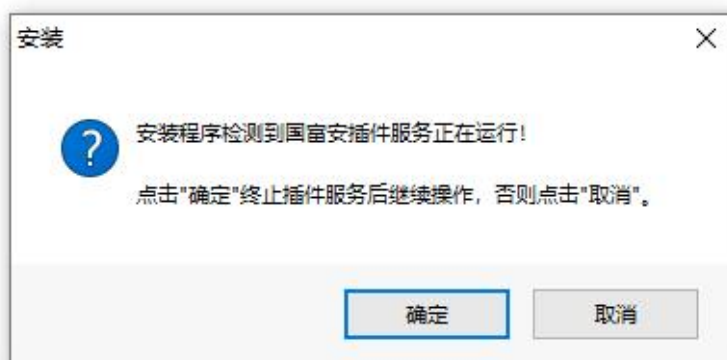 安装
安装程序检测到国富安插件服务正在运行!
点击"确定"终止插件服务后继续操作，否则点击"取消"。
确定
取消